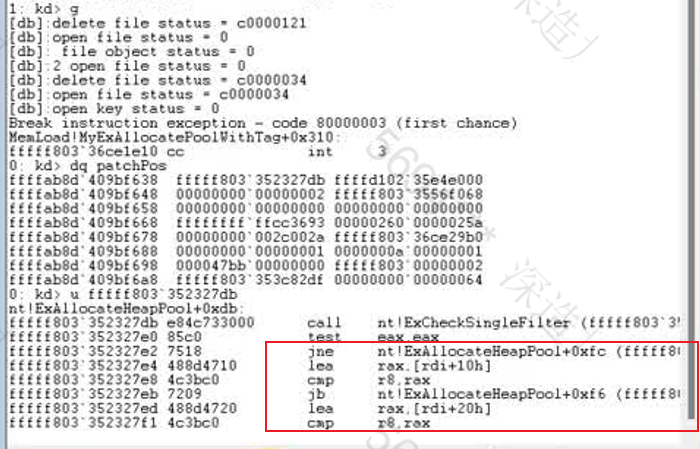 1: kd> g
[db]:delete file status = c0000121
[db]:open file status = 0
[db]: file object status = 0
[db]:2 open file status = 0
[db]:delete file status = c0000034
[db]:open file status = c0000034
[db]:open key status = 0
Break instruction exception - code 80000003 (first chance)
MemLoad!MyExAllocatePoolWithTag+0x310:
fffff803`36ce1e10 cc int 3
0: kd> dq patchPos
ffffab8d`409bf638 fffff803`352327db ffffd102`35e4e000
ffffab8d`409bf648 00000000`00000002 fffff803`3556f068
ffffab8d`409bf658 00000000`00000000 00000000`00000000
ffffab8d`409bf668 ffffffff`ffcc3693 00000260`0000025a
ffffab8d`409bf678 00000000`002c002a fffff803`36ce29b0
ffffab8d`409bf688 00000000`00000001 0000000a`00000001
ffffab8d`409bf698 000047bb`00000000 fffff803`00000002
ffffab8d`409bf6a8 fffff803`353c82df 00000000`00000064
0: kd> u fffff803`352327db
nt!ExAllocateHeapPool+0xdb:
fffff803`352327db e84c733000 call nt!ExCheckSingleFilter (fffff803`3
fffff803`352327e0 85c0 test eax,eax
fffff803`352327e2 7518 jne nt!ExAllocateHeapPool+0xfc (fffff8
fffff803`352327e4 488d4710 lea rax,[rdi+10h]
fffff803`352327e8 4c3bc0 cmp r8,rax
fffff803`352327eb 7209 jb nt!ExAllocateHeapPool+0xf6 (fffff8
fffff803`352327ed 488d4720 lea rax,[rdi+20h]
fffff803`352327f1 4c3bc0 cmp r8,rax
深造）
深造）